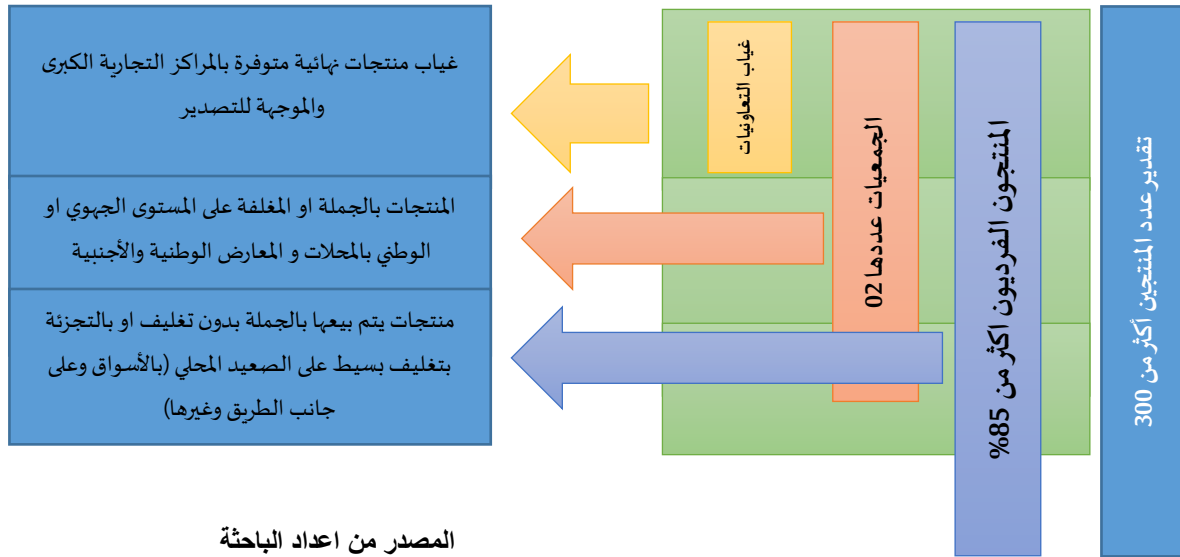 تقدير عدد المنتجين أكثر من 300
المنتجون الفرديون اكثر من 85%
الجمعيات عددها 02
غياب التعاونيات
غياب منتجات نهائية متوفرة بالمراكز التجارية الكبرى
والموجهة للتصدير
المنتجات بالجملة او المغلفة على المستوى الجهوي او
الوطني بالمحلات و المعارض الوطنية والأجنبية
منتجات يتم بيعها بالجملة بدون تغليف او بالتجزئة
بتغليف بسيط على الصعيد المحلي (بالأسواق وعلى
جانب الطريق وغيرها)
المصدر من اعداد الباحثة